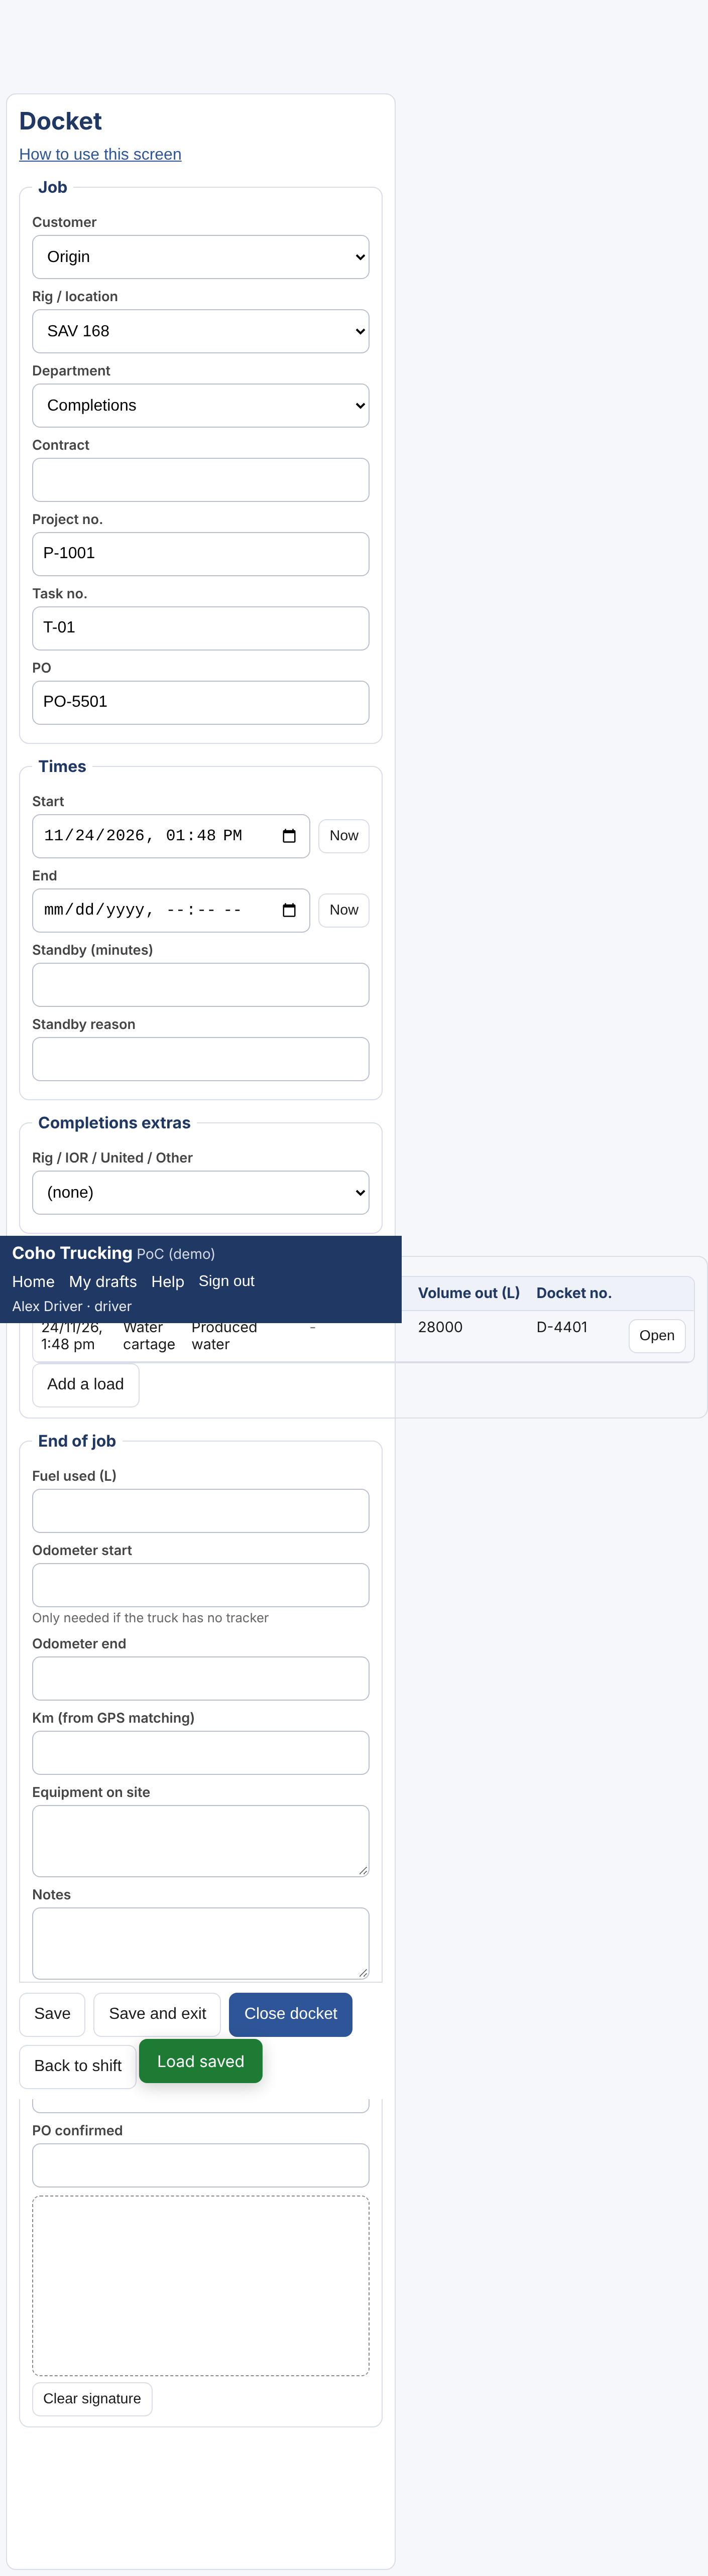 Docket
How to use this screen
Job
Customer
Origin
Rig / location
SAV 168
Department
Completions
Contract
Project no.
P-1001
Task no.
T-01
PO
PO-5501
Times
Start
11/24/2026, 01:48 PM
Now
End
mm/dd/yyyy, --:-- --
Now
Standby (minutes)
Standby reason
Completions extras
Rig / IOR / United / Other
(none)
Coho Trucking PoC (demo)
Home My drafts Help Sign out
Alex Driver · driver
Volume out (L) Docket no.
24/11/26, 1:48 pm
Water cartage
Produced water
-
28000
D-4401
Open
Add a load
End of job
Fuel used (L)
Odometer start
Only needed if the truck has no tracker
Odometer end
Km (from GPS matching)
Equipment on site
Notes
Save
Save and exit
Close docket
Back to shift
Load saved
PO confirmed
Clear signature